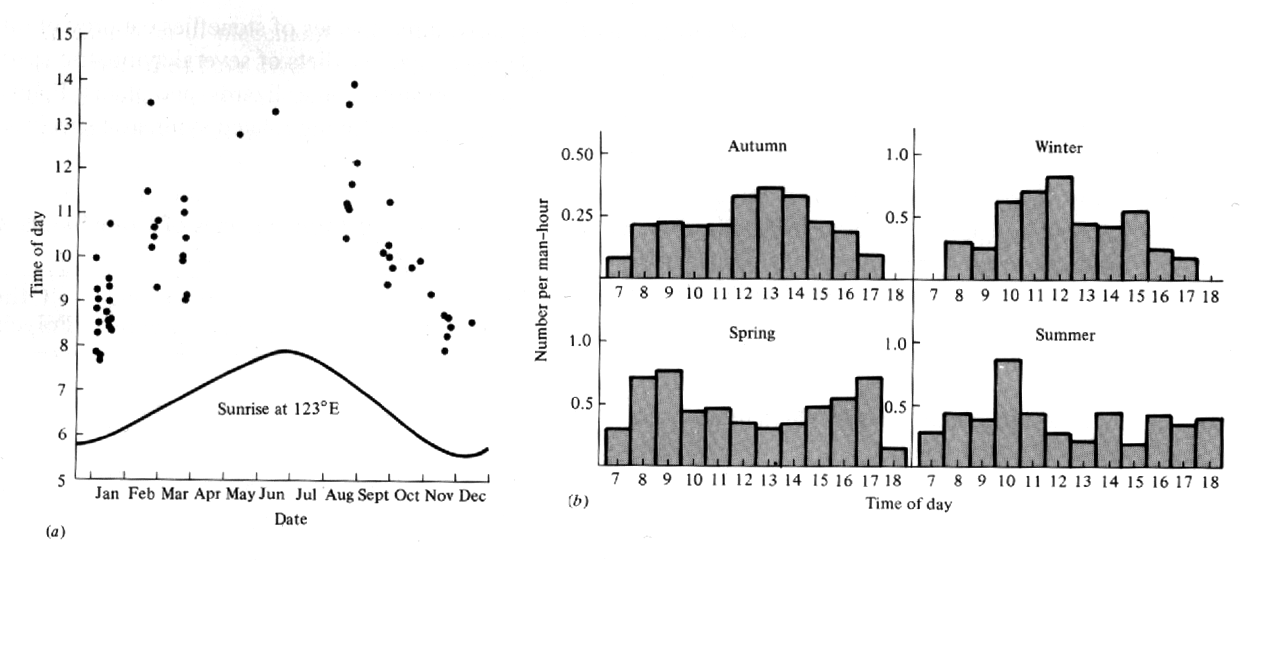 15
14
13
12
11
10
9
8
7
6
5
Time of day
Sunrise at 123°E
Jan Feb Mar Apr May Jun Jul Aug Sept Oct Nov Dec
Date
(a)
Number per man-hour
0.50
0.25
Autumn
7 8 9 10 11 12 13 14 15 16 17 18
1.0
0.5
Winter
7 8 9 10 11 12 13 14 15 16 17 18
1.0
0.5
Spring
7 8 9 10 11 12 13 14 15 16 17 18
1.0
0.5
Summer
7 8 9 10 11 12 13 14 15 16 17 18
(b)
Time of day